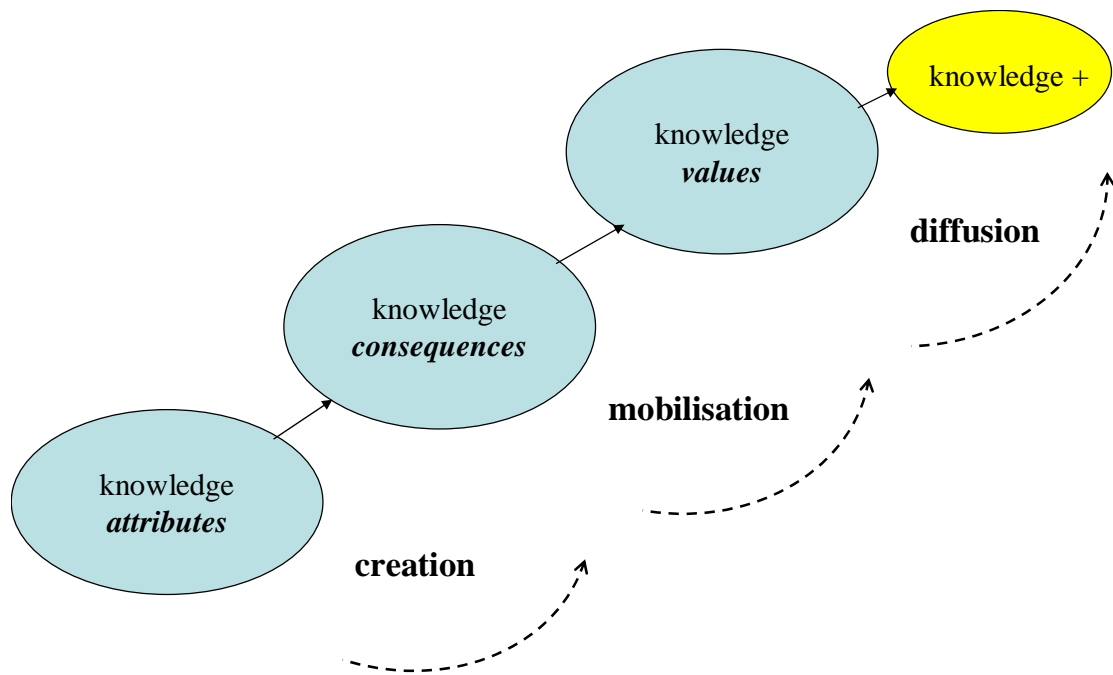 knowledge +
knowledge
values
diffusion
knowledge
consequences
mobilisation
knowledge
attributes
creation